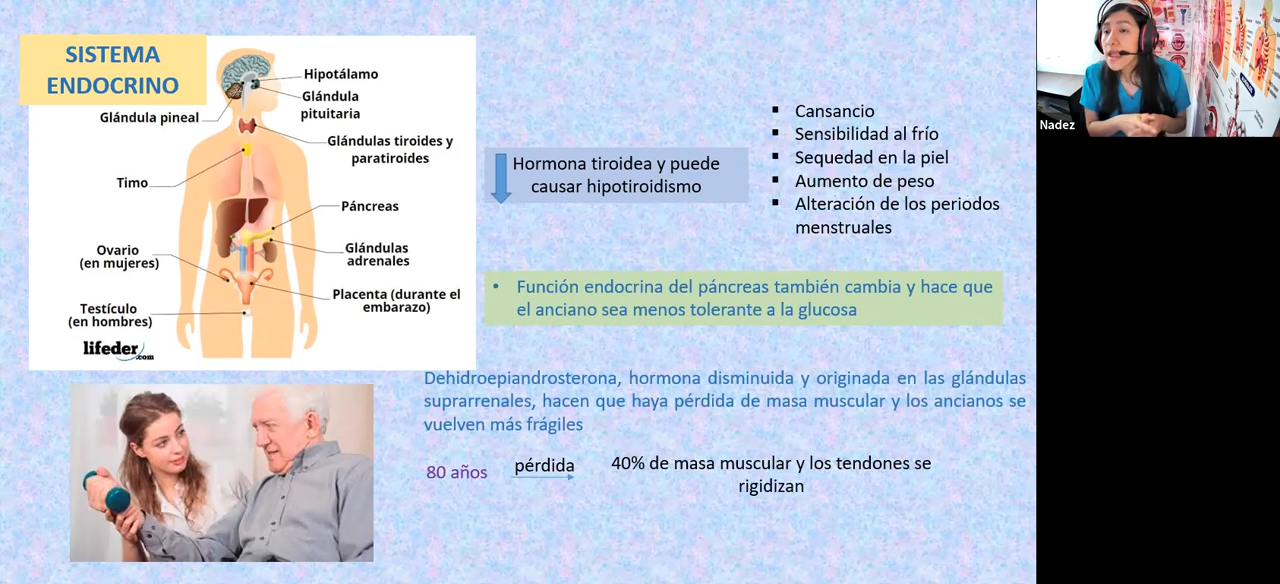 SISTEMA
ENDOCRINO
Hipotálamo
Glándula
pituitaria
Glándula pineal
Glándulas tiroides y
paratiroides
Timo
Páncreas
Ovario
(en mujeres)
Glándulas
adrenales
Placenta (durante el
embarazo)
Testículo
(en hombres)
lifeder
.com
Hormona tiroidea y puede
causar hipotiroidismo
▪ Cansancio
▪ Sensibilidad al frío
▪ Sequedad en la piel
▪ Aumento de peso
▪ Alteración de los periodos
menstruales
• Función endocrina del páncreas también cambia y hace que
el anciano sea menos tolerante a la glucosa
Dehidroepiandrosterona, hormona disminuida y originada en las glándulas
suprarrenales, hacen que haya pérdida de masa muscular y los ancianos se
vuelven más frágiles
80 años
pérdida
40% de masa muscular y los tendones se
rigidizan
Nadez